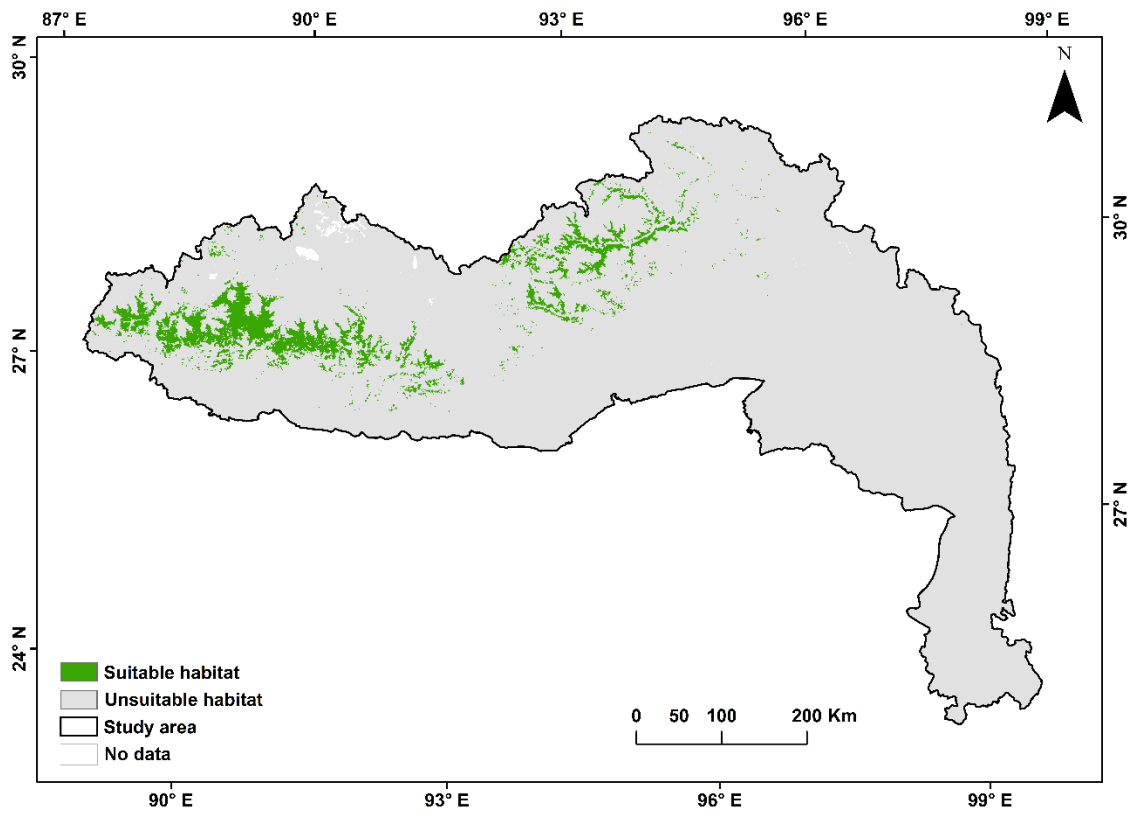 87° E 90° E 93° E 96° E 99° E
30° N
N
30° N
27° N
27° N
24° N
Suitable habitat
Unsuitable habitat
Study area
No data
0 50 100 200 Km
90° E 93° E 96° E 99° E